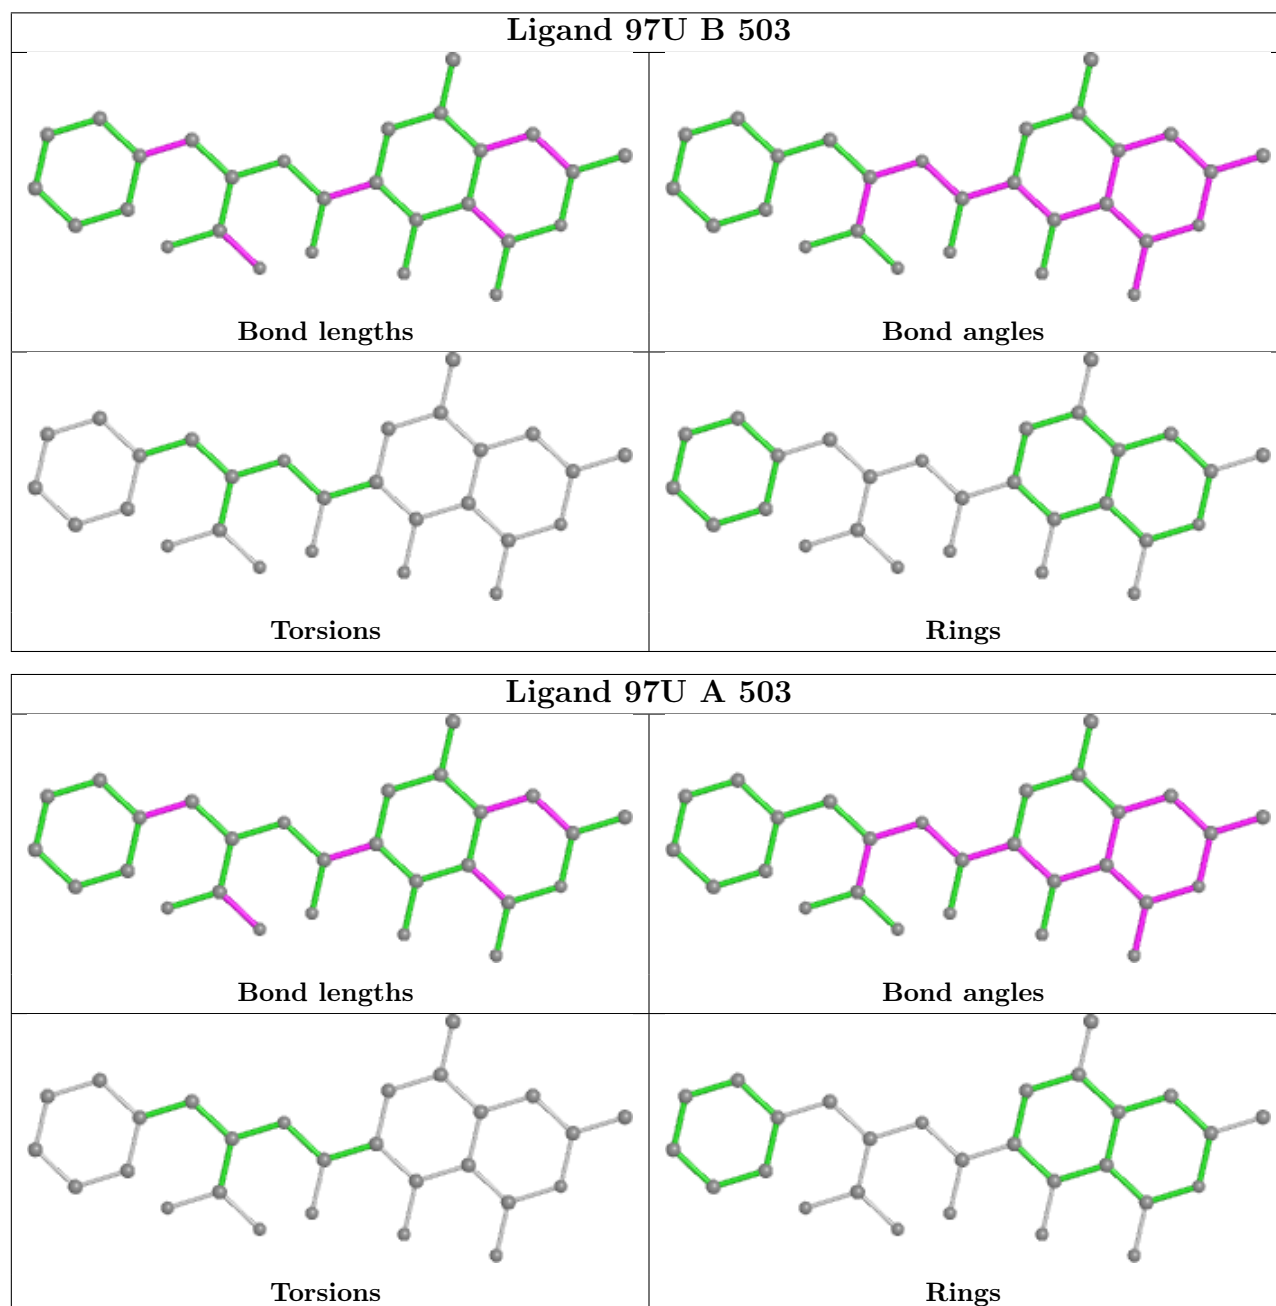 Ligand 97U B 503
Bond lengths
Bond angles
Torsions
Rings
Ligand 97U A 503
Bond lengths
Bond angles
Torsions
Rings